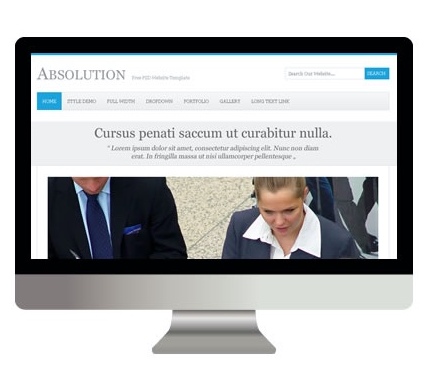 ABSOLUTION
Free PSD Website Template
Search Our Website...
SEARCH
HOME
STYLE DEMO
FULL WIDTH
DROPDOWN
PORTFOLIO
GALLERY
LONG TEXT LINE
Cursus penati saccum ut curabitur nulla.
“ Lorem ipsum dolor sit amet, consectetur adipiscing elit. Nunc non diam
erat. In fringilla massa ut nisi ullamcorper pellentesque „